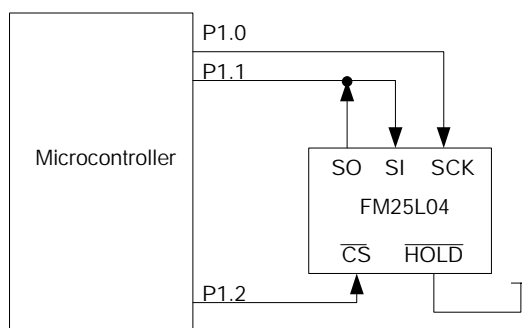 P1.0
P1.1
Microcontroller
SO SI SCK
FM25L04
CS HOLD
P1.2